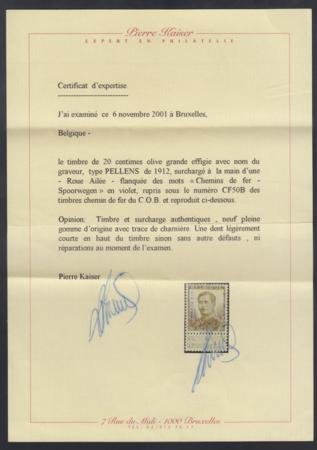 Pierre Kaiser
EXPERT EN PHILATELIE
Certificat d'expertise
J'ai examiné ce 6 novembre 2001 à Bruxelles,
Belgique -
le timbre de 20 centimes olive grande effigie avec nom du
graveur, type PELLENS de 1912, surchargé à la main d'une
- Roue Ailée - flanquée des mots « Chemins de fer -
Spoorwegen » en violet, repris sous le numéro CF50B des
timbres chemin de fer du C.O.B. et reproduit ci-dessous.
Opinion: Timbre et surcharge authentiques, neuf pleine
gomme d'origine avec trace de charnière. Une dent légèrement
courte en haut du timbre sinon sans autre défauts, ni
réparations au moment de l'examen.
Pierre Kaiser
7 Rue du Midi - 1000 Bruxelles